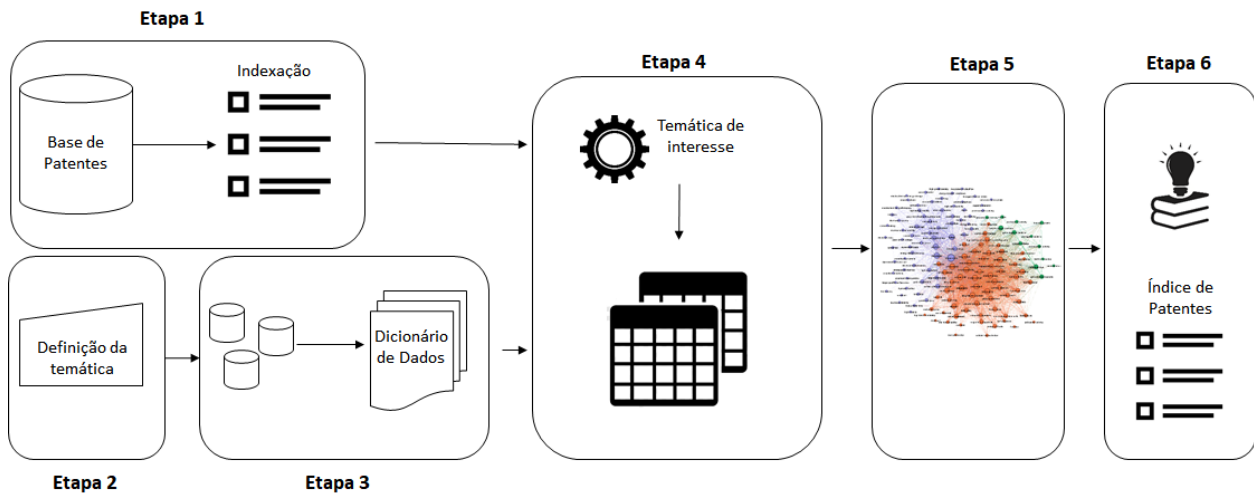 Etapa 1
Indexação
Base de
Patentes
Etapa 2
Definição da
temática
Etapa 3
Dicionário
de Dados
Etapa 4
Temática de
interesse
Etapa 5
Etapa 6
Índice de
Patentes